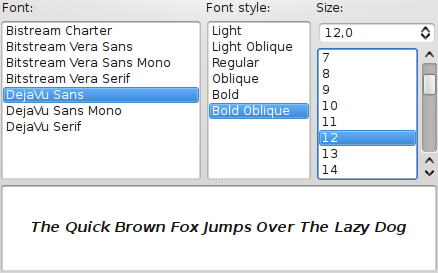 Font:
Bistream Charter
Bitstream Vera Sans
Bitstream Vera Sans Mono
Bitstream Vera Serif
DejaVu Sans
DejaVu Sans Mono
DejaVu Serif
Font style:
Light
Light Oblique
Regular
Oblique
Bold
Bold Oblique
Size:
12,0
7
8
9
10
11
12
13
14
The Quick Brown Fox Jumps Over The Lazy Dog